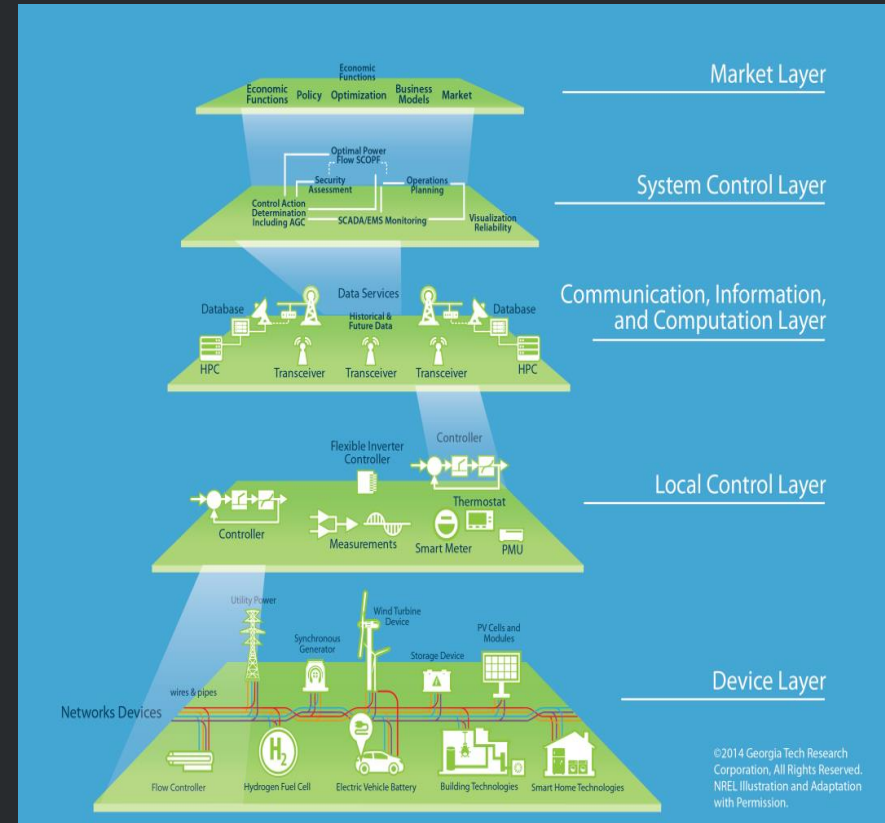 Market Layer
Economic
Functions
Economic
Functions
Policy
Optimization
Business
Models
Market
System Control Layer
Optimal Power
Flow SCOPF
Security
Assessment
Operations
Planning
Control Action
Determination
Including AGC
SCADA/EMS Monitoring
Visualization
Reliability
Communication, Information,
and Computation Layer
Data Services
Database
Database
Historical &
Future Data
HPC
Transceiver
Transceiver
Transceiver
HPC
Local Control Layer
Controller
Flexible Inverter
Controller
Thermostat
Controller
Measurements
Smart Meter
PMU
Device Layer
Utility Power
Wind Turbine
Device
Synchronous
Generator
Storage Device
PV Cells and
Modules
wires & pipes
Networks Devices
H2
Flow Controller
Hydrogen Fuel Cell
Electric Vehicle Battery
Building Technologies
Smart Home Technologies
©2014 Georgia Tech Research
Corporation, All Rights Reserved.
NREL Illustration and Adaptation
with Permission.